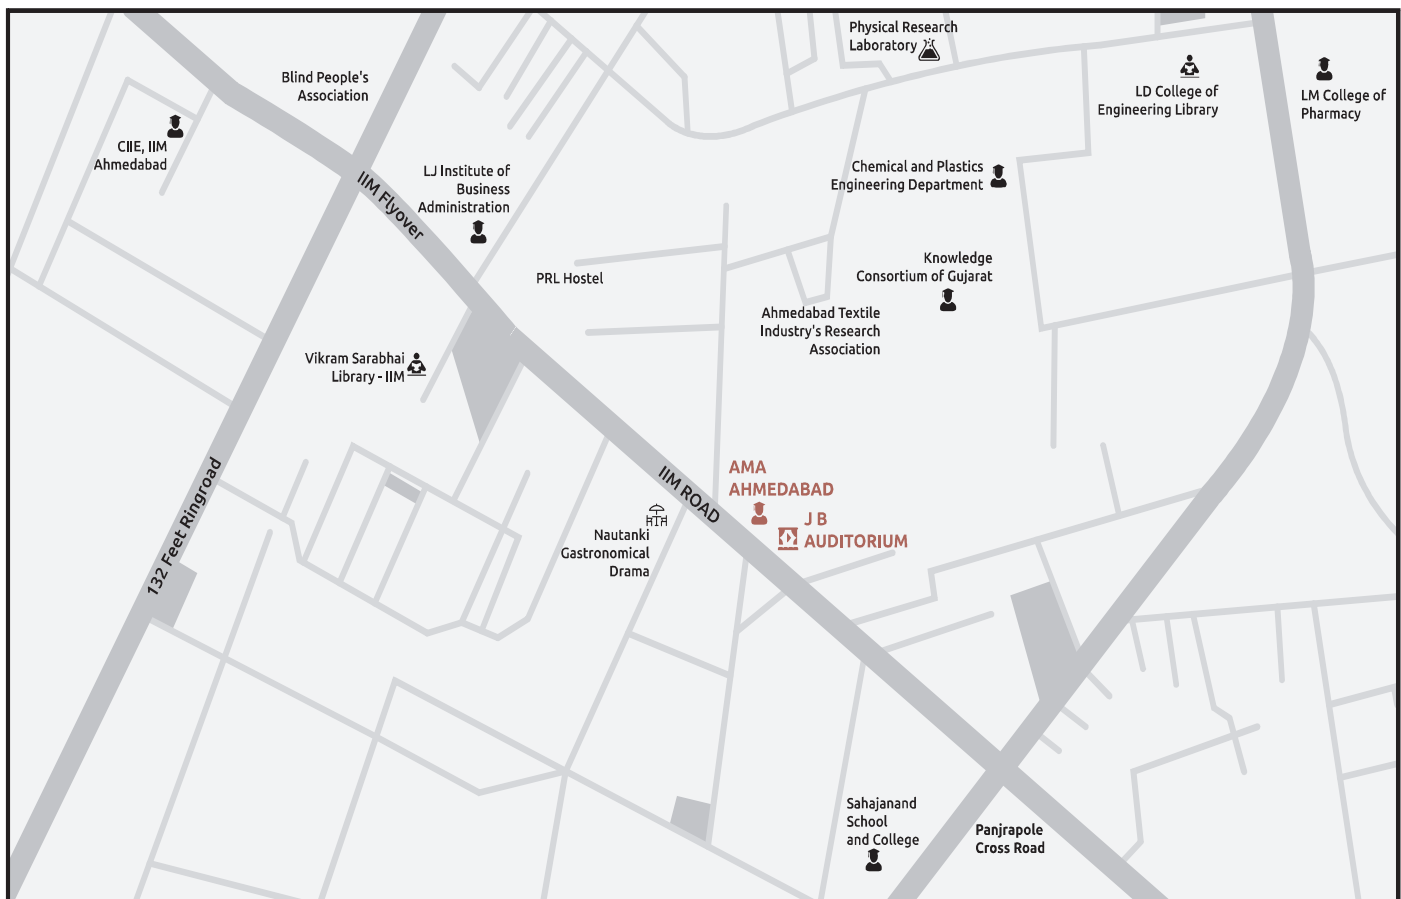 Physical Research
Laboratory
Blind People's
Association
LD College of
Engineering Library
LM College of
Pharmacy
CIIE, IIM
Ahmedabad
LJ Institute of
Business
Administration
IIM Flyover
Chemical and Plastics
Engineering Department
Knowledge
Consortium of Gujarat
PRL Hostel
Ahmedabad Textile
Industry's Research
Association
Vikram Sarabhai
Library - IIM
132 Feet Ringroad
IIM ROAD
AMA
AHMEDABAD
J B
AUDITORIUM
Nautanki
Gastronomical
Drama
Sahajanand
School
and College
Panjrapole
Cross Road